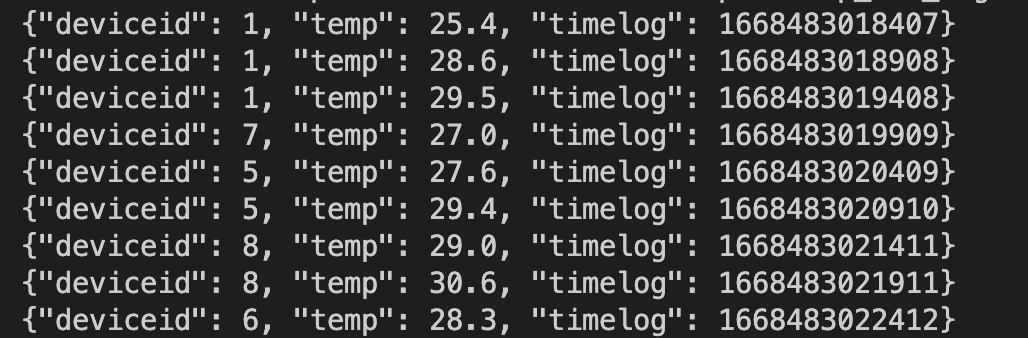 {"deviceid": 1, "temp": 25.4, "timelog": 1668483018407}
{"deviceid": 1, "temp": 28.6, "timelog": 1668483018908}
{"deviceid": 1, "temp": 29.5, "timelog": 1668483019408}
{"deviceid": 7, "temp": 27.0, "timelog": 1668483019909}
{"deviceid": 5, "temp": 27.6, "timelog": 1668483020409}
{"deviceid": 5, "temp": 29.4, "timelog": 1668483020910}
{"deviceid": 8, "temp": 29.0, "timelog": 1668483021411}
{"deviceid": 8, "temp": 30.6, "timelog": 1668483021911}
{"deviceid": 6, "temp": 28.3, "timelog": 1668483022412}